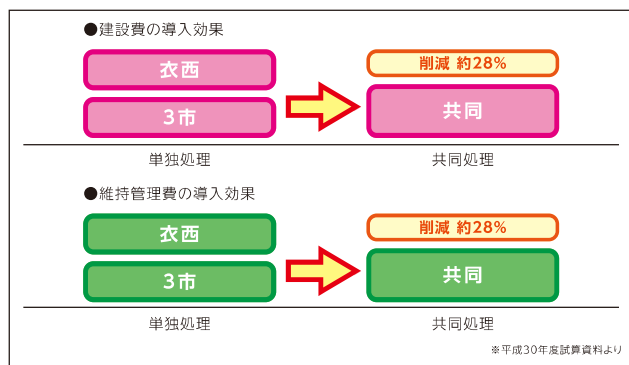 ●建設費の導入効果
衣西
3市
削減 約28%
共同
単独処理
共同処理
●維持管理費の導入効果
衣西
3市
削減 約28%
共同
単独処理
共同処理
※平成30年度試算資料より